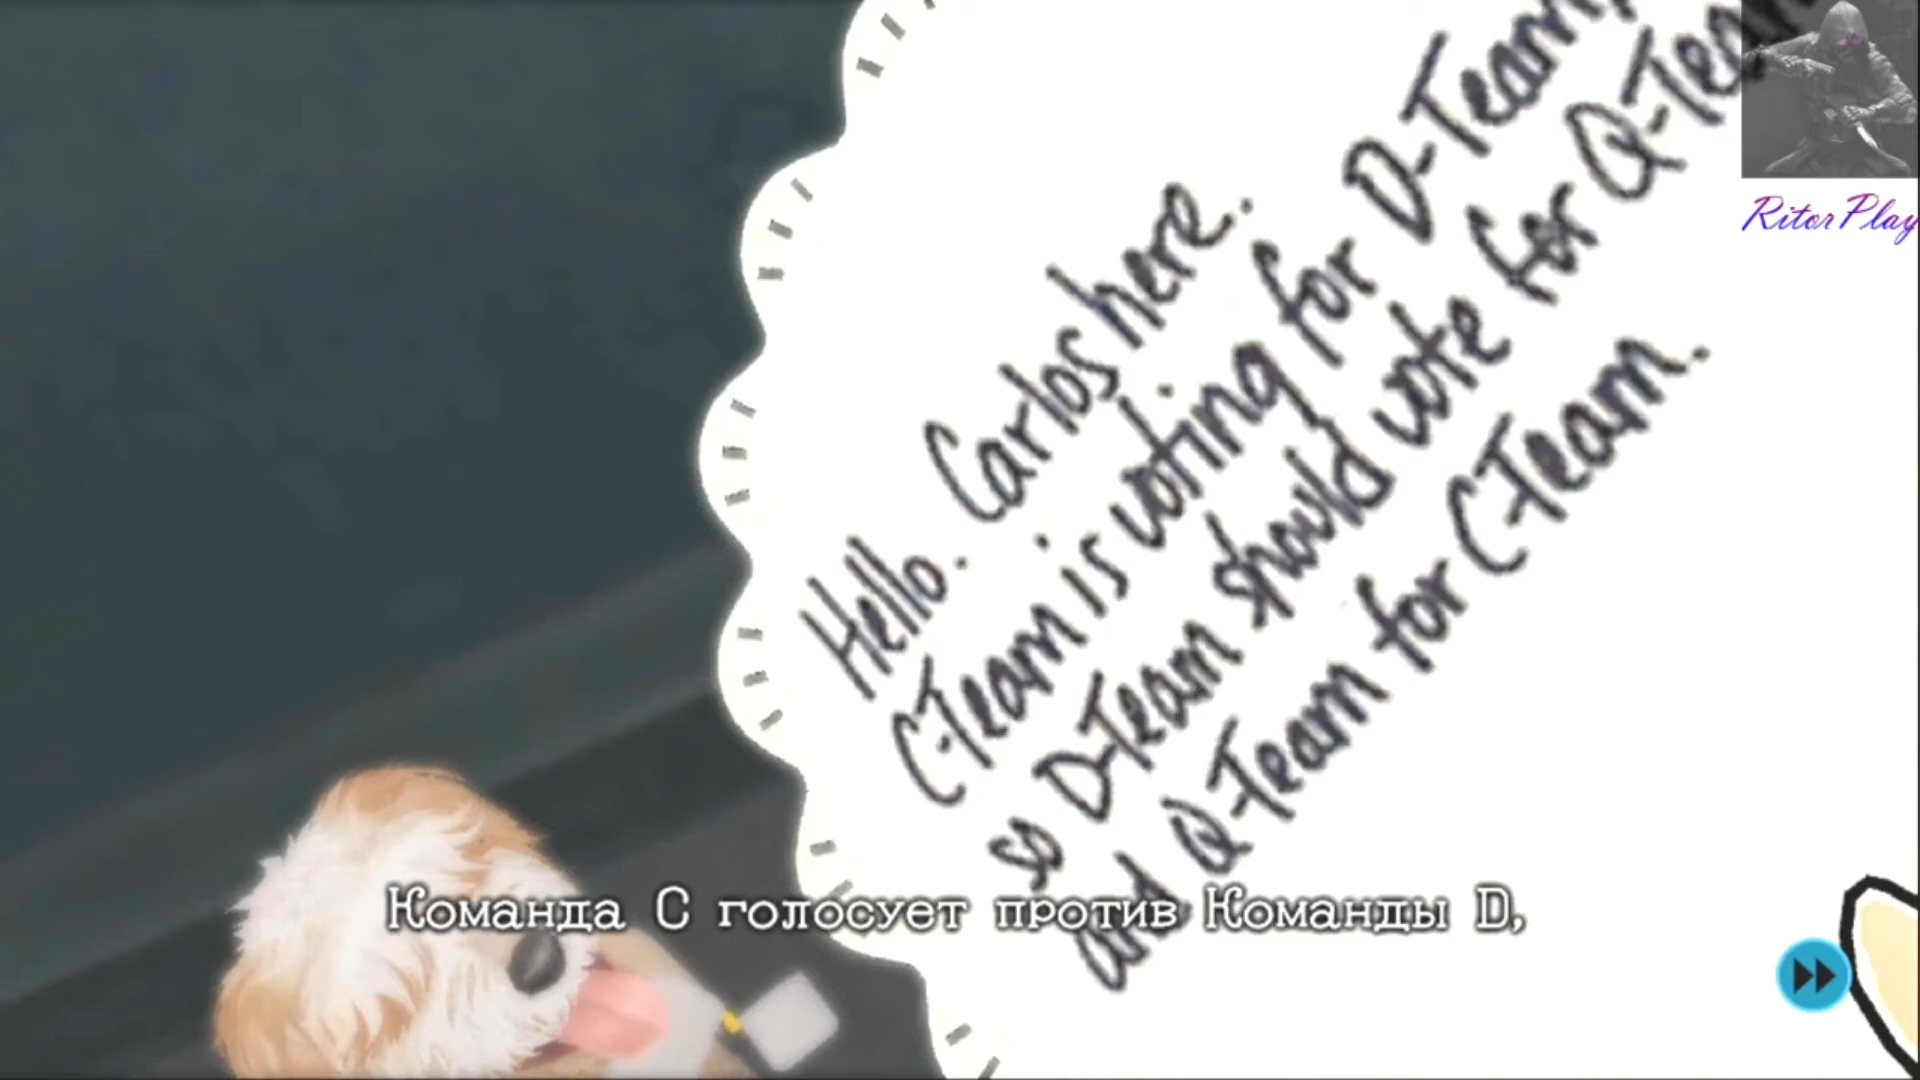 Hello. Carlos here.
C-Team is voting for D-Team,
so D-Team should vote for Q-Team
and Q-Team for C-Team.
Команда C голосует против Команды D,
RitorPlay